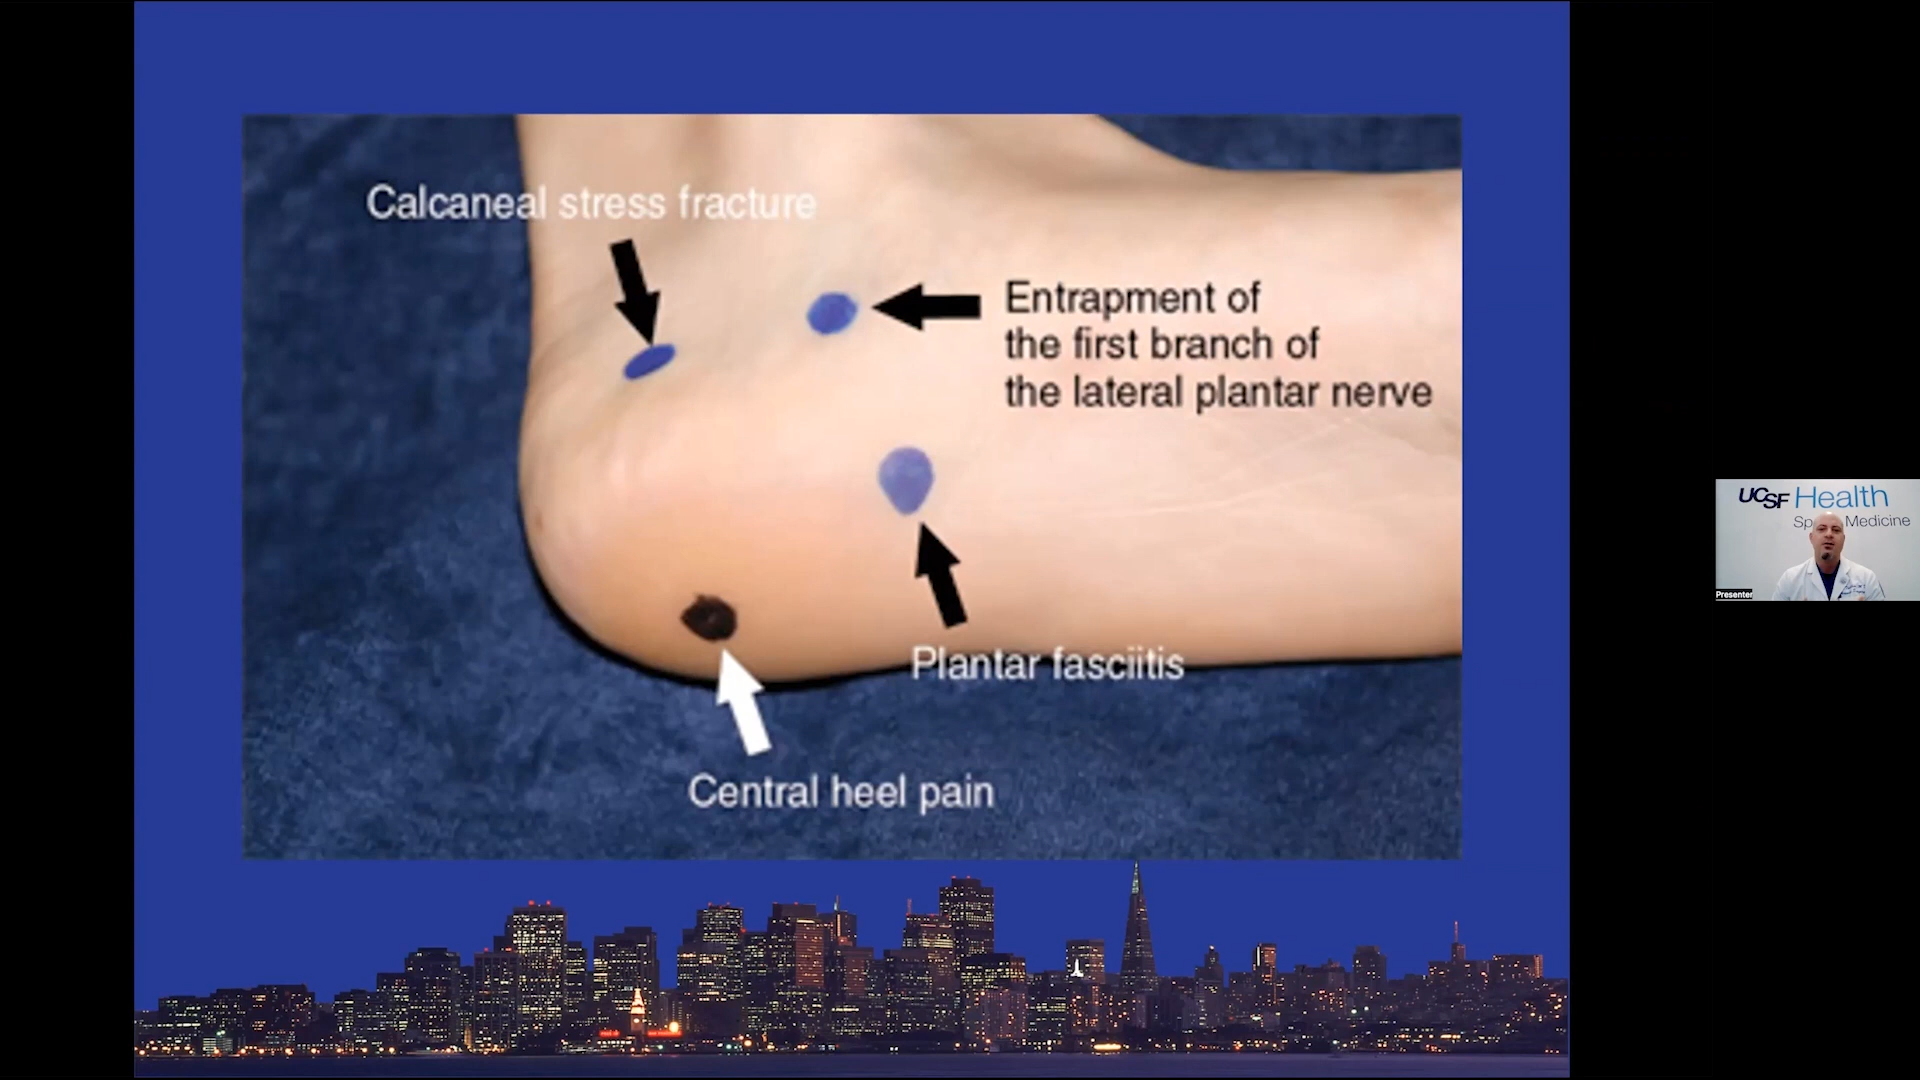 Calcaneal stress fracture
Entrapment of
the first branch of
the lateral plantar nerve
Plantar fasciitis
Central heel pain
UCSF Health
Medicine
Presenter